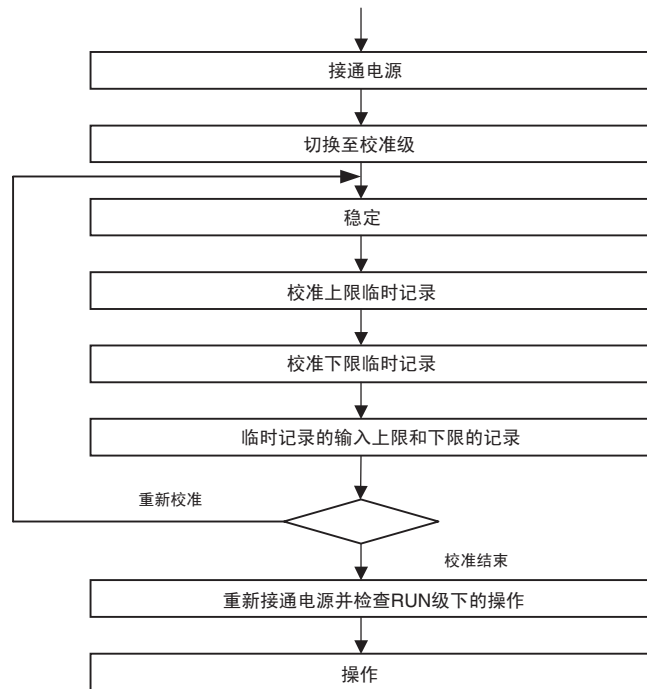 接通电源
切换至校准级
稳定
校准上限临时记录
校准下限临时记录
临时记录的输入上限和下限的记录
重新校准
校准结束
重新接通电源并检查RUN级下的操作
操作